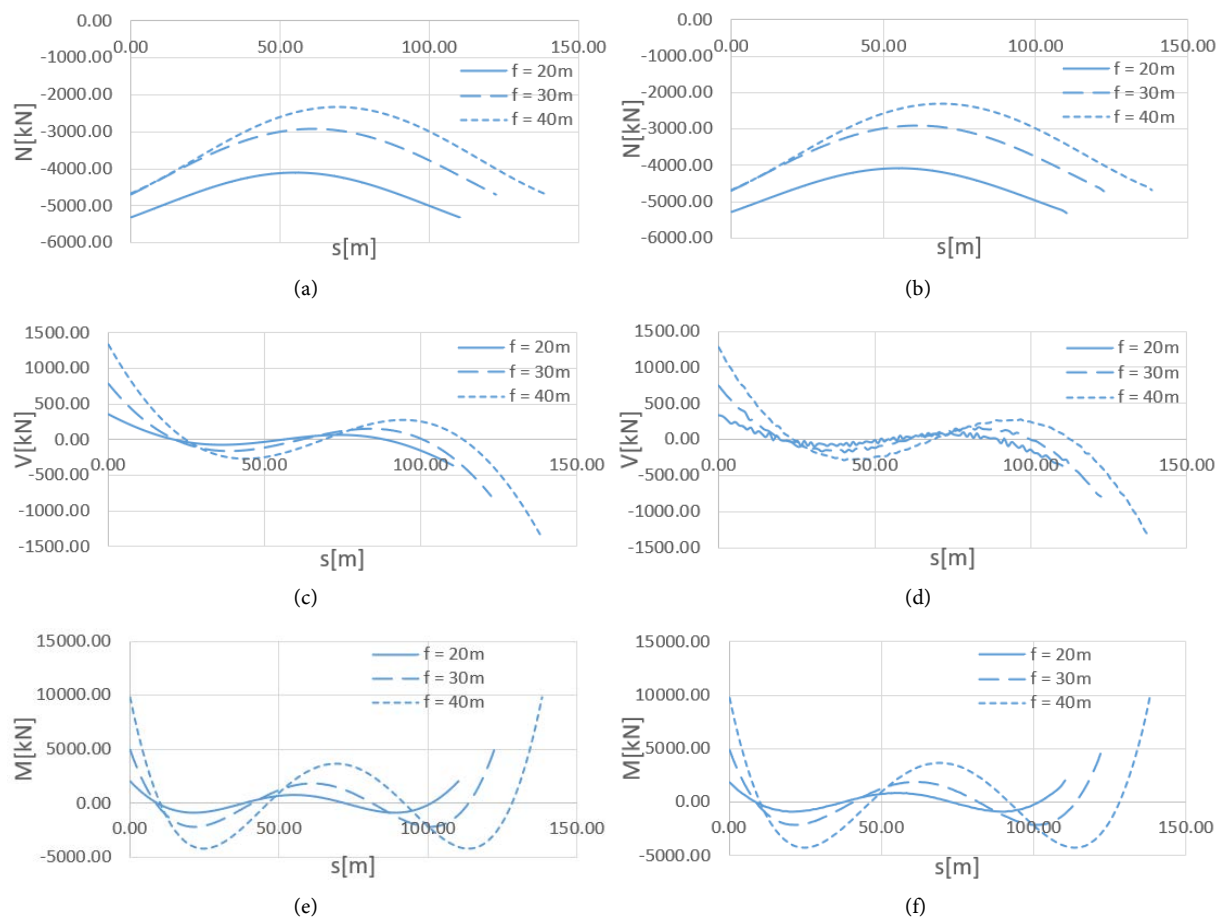 0.00
-1000.00
-2000.00
-3000.00
-4000.00
-5000.00
-6000.00
N[kN]
0.00
50.00
100.00
150.00
f = 20m
f = 30m
f = 40m
s[m]
(a)
0.00
-1000.00
-2000.00
-3000.00
-4000.00
-5000.00
-6000.00
N[kN]
0.00
50.00
100.00
150.00
f = 20m
f = 30m
f = 40m
s[m]
(b)
1500.00
1000.00
500.00
0.00
-500.00
-1000.00
-1500.00
V[kN]
0.00
50.00
100.00
150.00
f = 20m
f = 30m
f = 40m
s[m]
(c)
1500.00
1000.00
500.00
0.00
-500.00
-1000.00
-1500.00
V[kN]
0.00
50.00
100.00
150.00
f = 20m
f = 30m
f = 40m
s[m]
(d)
15000.00
10000.00
5000.00
0.00
-5000.00
M[kN]
0.00
50.00
100.00
150.00
f = 20m
f = 30m
f = 40m
s[m]
(e)
15000.00
10000.00
5000.00
0.00
-5000.00
M[kN]
0.00
50.00
100.00
150.00
f = 20m
f = 30m
f = 40m
s[m]
(f)